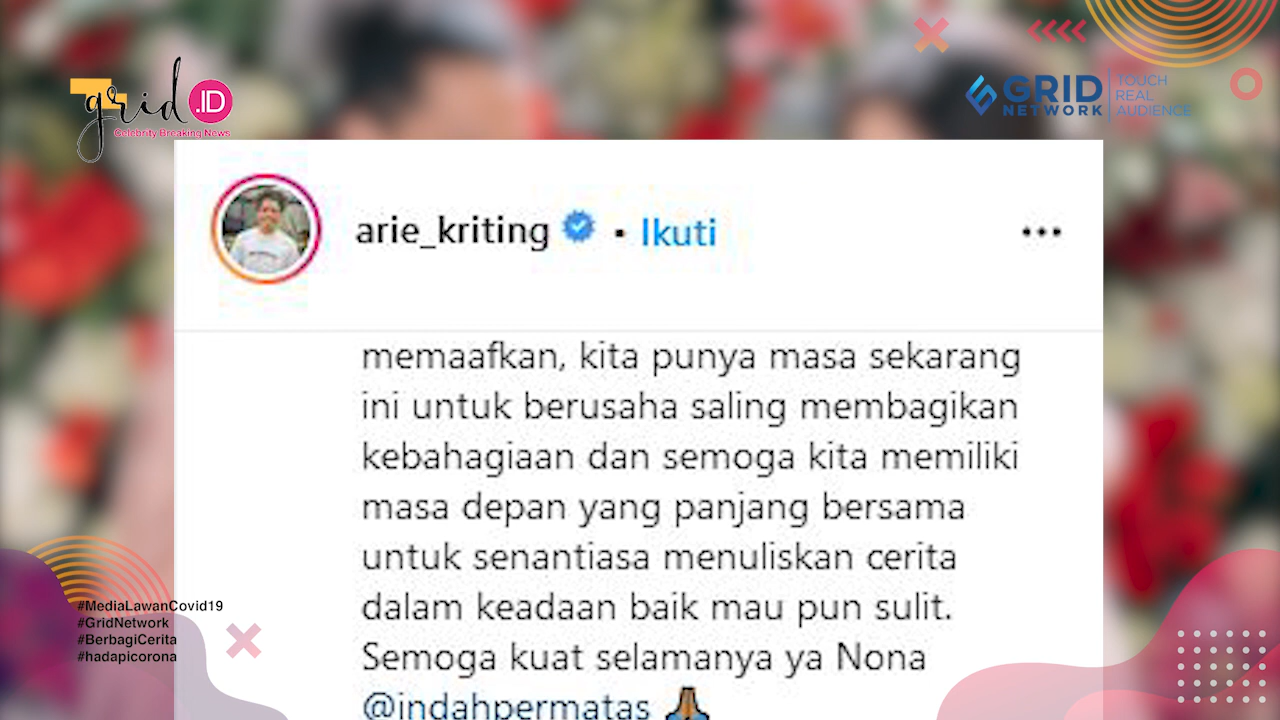 grid .ID
Celebrity Breaking News
GRID NETWORK
TOUCH
REAL
AUDIENCE
arie_kriting • Ikuti
memaafkan, kita punya masa sekarang
ini untuk berusaha saling membagikan
kebahagiaan dan semoga kita memiliki
masa depan yang panjang bersama
untuk senantiasa menuliskan cerita
dalam keadaan baik mau pun sulit.
Semoga kuat selamanya ya Nona
@indahpermatas 🙏🏾
#MediaLawanCovid19
#GridNetwork
#BerbagiCerita
#hadapicorona